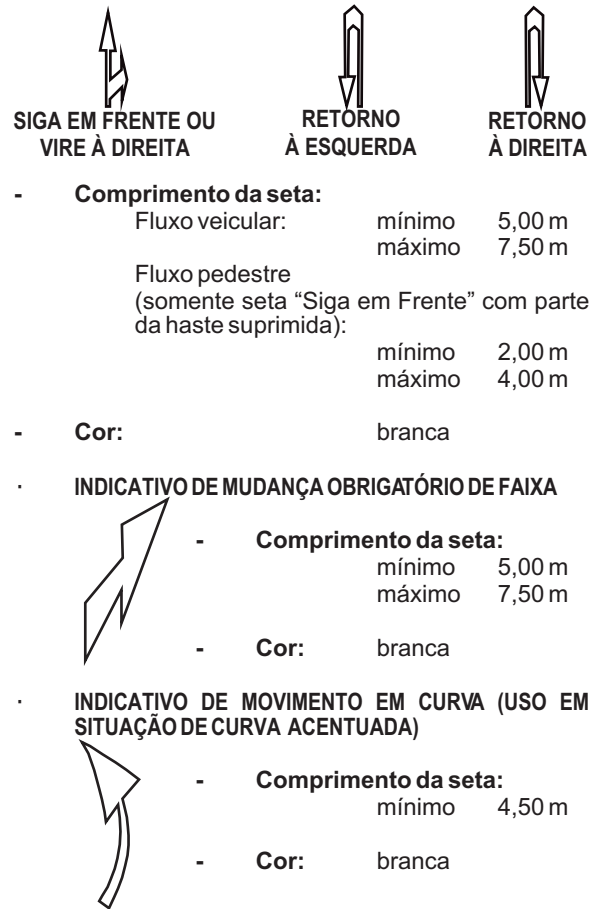 SIGA EM FRENTE OU
VIRE À DIREITA
RETORNO
À ESQUERDA
RETORNO
À DIREITA
- Comprimento da seta:
Fluxo veicular: mínimo 5,00 m
máximo 7,50 m
Fluxo pedestre
(somente seta “Siga em Frente” com parte
da haste suprimida):
mínimo 2,00 m
máximo 4,00 m
- Cor: branca
· INDICATIVO DE MUDANÇA OBRIGATÓRIO DE FAIXA
- Comprimento da seta:
mínimo 5,00 m
máximo 7,50 m
- Cor: branca
· INDICATIVO DE MOVIMENTO EM CURVA (USO EM
SITUAÇÃO DE CURVA ACENTUADA)
- Comprimento da seta:
mínimo 4,50 m
- Cor: branca